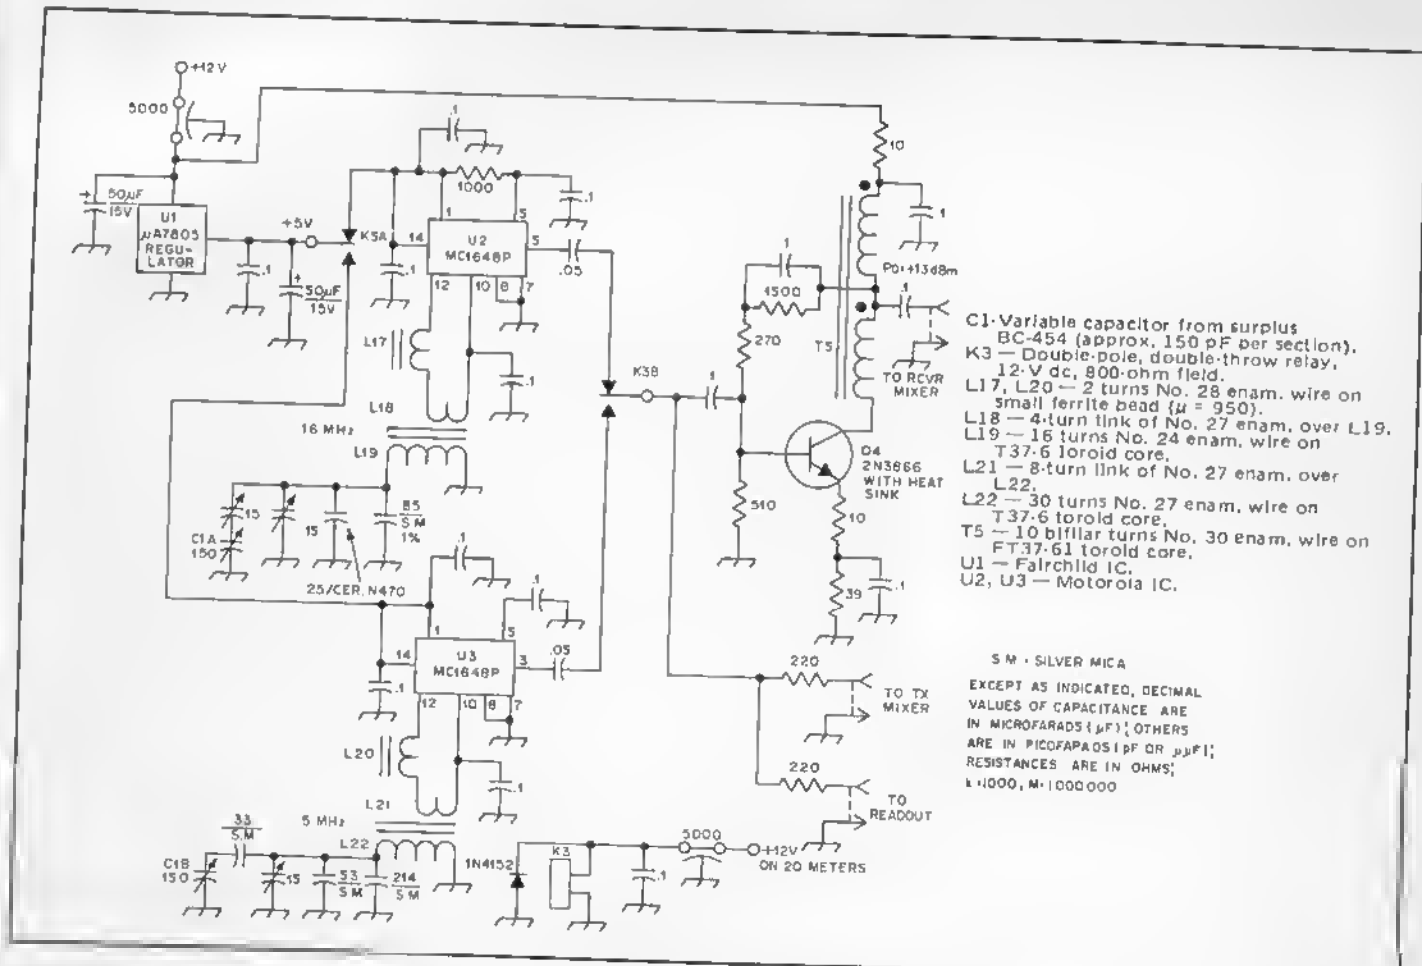 +12V
5000
50µF
15V
U1
µA7805
REGU-
LATOR
+5V
.1
50µF
15V
K5A
.1
1000
.1
1
5
14
U2
MC1648P
5
.05
.1
12
10
8
7
L17
.1
L18
16 MHz
L19
15
C1A
150
15
85
S.M
1%
25/CER. N470
.1
.1
1
5
14
U3
MC1648P
3
.05
.1
12
10
8
7
L20
.1
L21
5 MHz
33
S.M
L22
C1B
150
15
53
S M
214
S M
K3B
.1
270
.1
1500
510
T5
10
.1
Po=+13dBm
.1
TO RCVR
MIXER
Q4
2N3866
WITH HEAT
SINK
10
39
.1
220
TO TX
MIXER
220
TO
READOUT
1N4152
K3
.1
5000
+12V
ON 20 METERS
C1-Variable capacitor from surplus
BC-454 (approx. 150 pF per section).
K3 — Double-pole, double-throw relay,
12-V dc, 800-ohm field.
L17, L20 — 2 turns No. 28 enam. wire on
small ferrite bead (µ = 950).
L18 — 4-turn link of No. 27 enam. over L19.
L19 — 16 turns No. 24 enam. wire on
T37-6 toroid core.
L21 — 8-turn link of No. 27 enam. over
L22.
L22 — 30 turns No. 27 enam. wire on
T37-6 toroid core.
T5 — 10 bifilar turns No. 30 enam. wire on
FT37-61 toroid core.
U1 — Fairchild IC.
U2, U3 — Motorola IC.
S M - SILVER MICA
EXCEPT AS INDICATED, DECIMAL
VALUES OF CAPACITANCE ARE
IN MICROFARADS (µF); OTHERS
ARE IN PICOFARADS (pF OR µµF);
RESISTANCES ARE IN OHMS;
k=1000, M=1000000